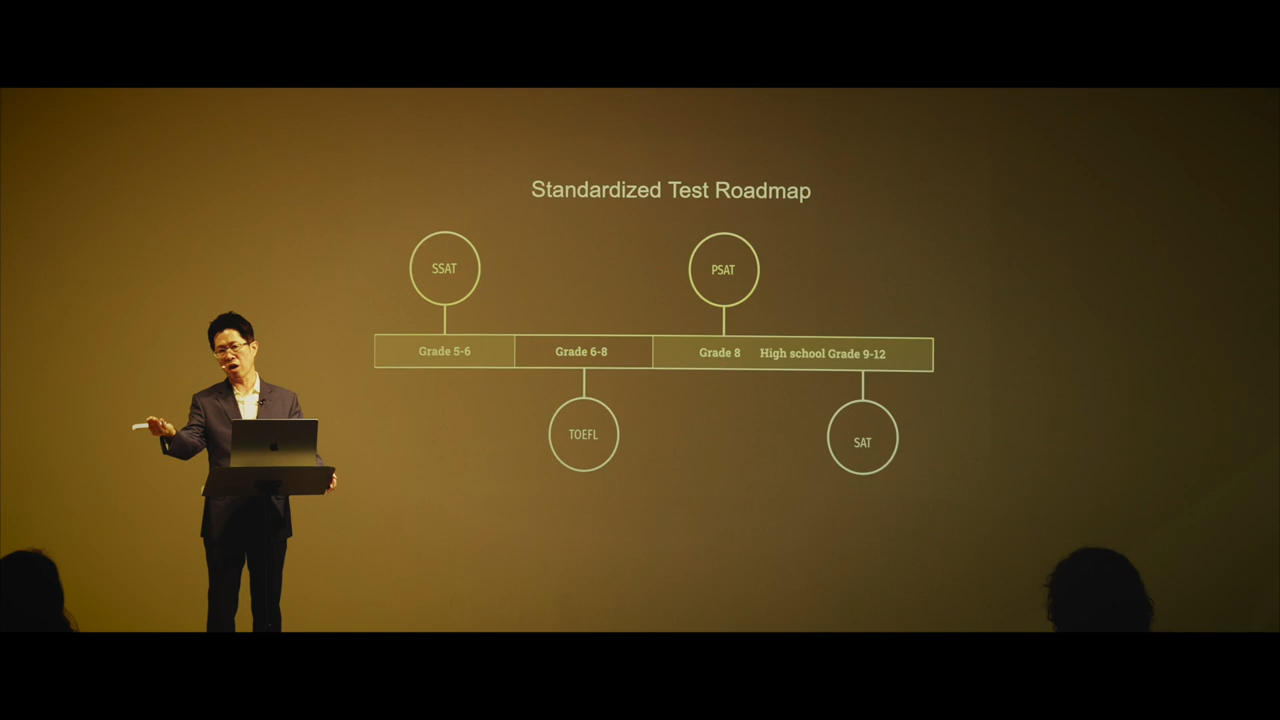 Standardized Test Roadmap
SSAT
PSAT
Grade 5-6
Grade 6-8
Grade 8
High school Grade 9-12
TOEFL
SAT